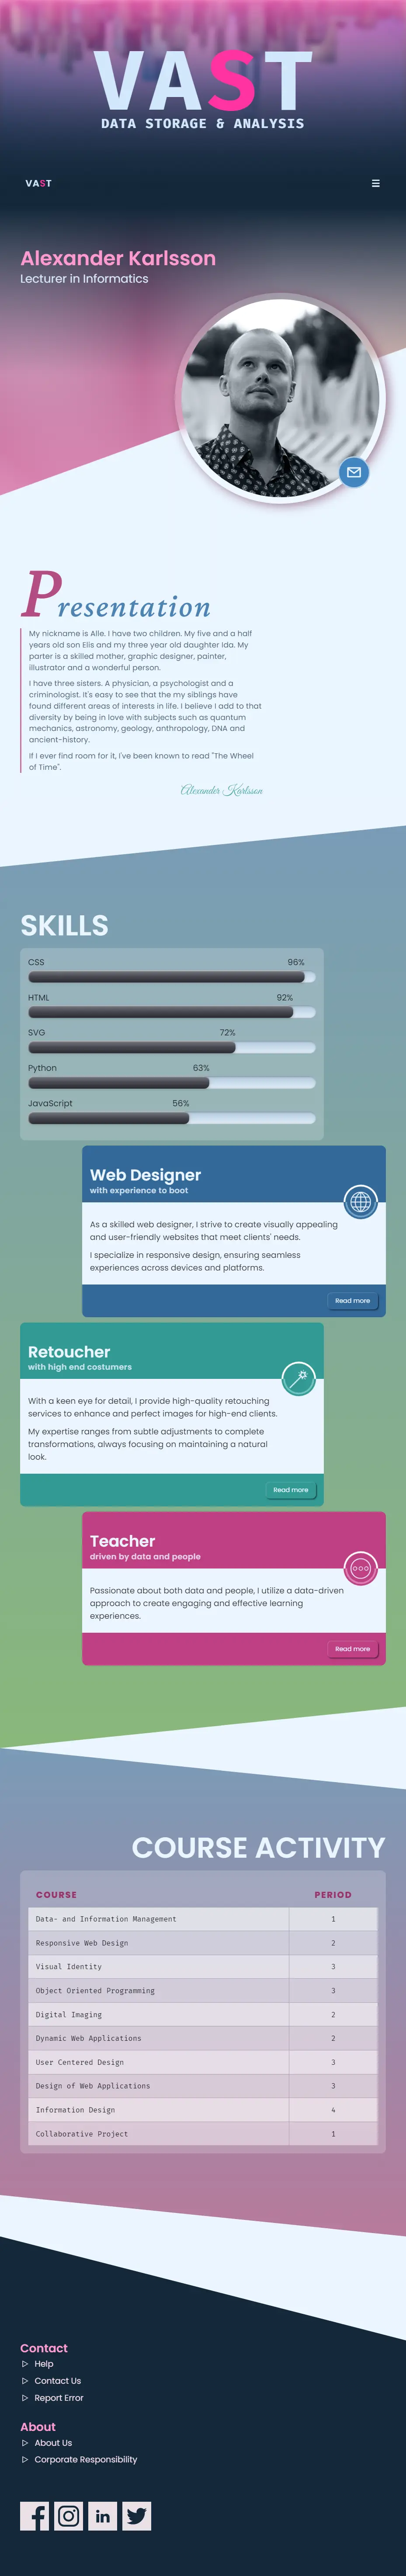 VAST
DATA STORAGE & ANALYSIS
VAST
Alexander Karlsson
Lecturer in Informatics
Presentation
My nickname is Alle. I have two children. My five and a half
years old son Elis and my three year old daughter Ida. My
parter is a skilled mother, graphic designer, painter,
illustrator and a wonderful person.
I have three sisters. A physician, a psychologist and a
criminologist. It's easy to see that the my siblings have
found different areas of interests in life. I believe I add to that
diversity by being in love with subjects such as quantum
mechanics, astronomy, geology, anthropology, DNA and
ancient-history.
If I ever find room for it, I've been known to read "The Wheel
of Time".
Alexander Karlsson
SKILLS
CSS 96%
HTML 92%
SVG 72%
Python 63%
JavaScript 56%
Web Designer
with experience to boot
As a skilled web designer, I strive to create visually appealing
and user-friendly websites that meet clients' needs.
I specialize in responsive design, ensuring seamless
experiences across devices and platforms.
Read more
Retoucher
with high end costumers
With a keen eye for detail, I provide high-quality retouching
services to enhance and perfect images for high-end clients.
My expertise ranges from subtle adjustments to complete
transformations, always focusing on maintaining a natural
look.
Read more
Teacher
driven by data and people
Passionate about both data and people, I utilize a data-driven
approach to create engaging and effective learning
experiences.
Read more
COURSE ACTIVITY
COURSE PERIOD
Data- and Information Management 1
Responsive Web Design 2
Visual Identity 3
Object Oriented Programming 3
Digital Imaging 2
Dynamic Web Applications 2
User Centered Design 3
Design of Web Applications 3
Information Design 4
Collaborative Project 1
Contact
Help
Contact Us
Report Error
About
About Us
Corporate Responsibility